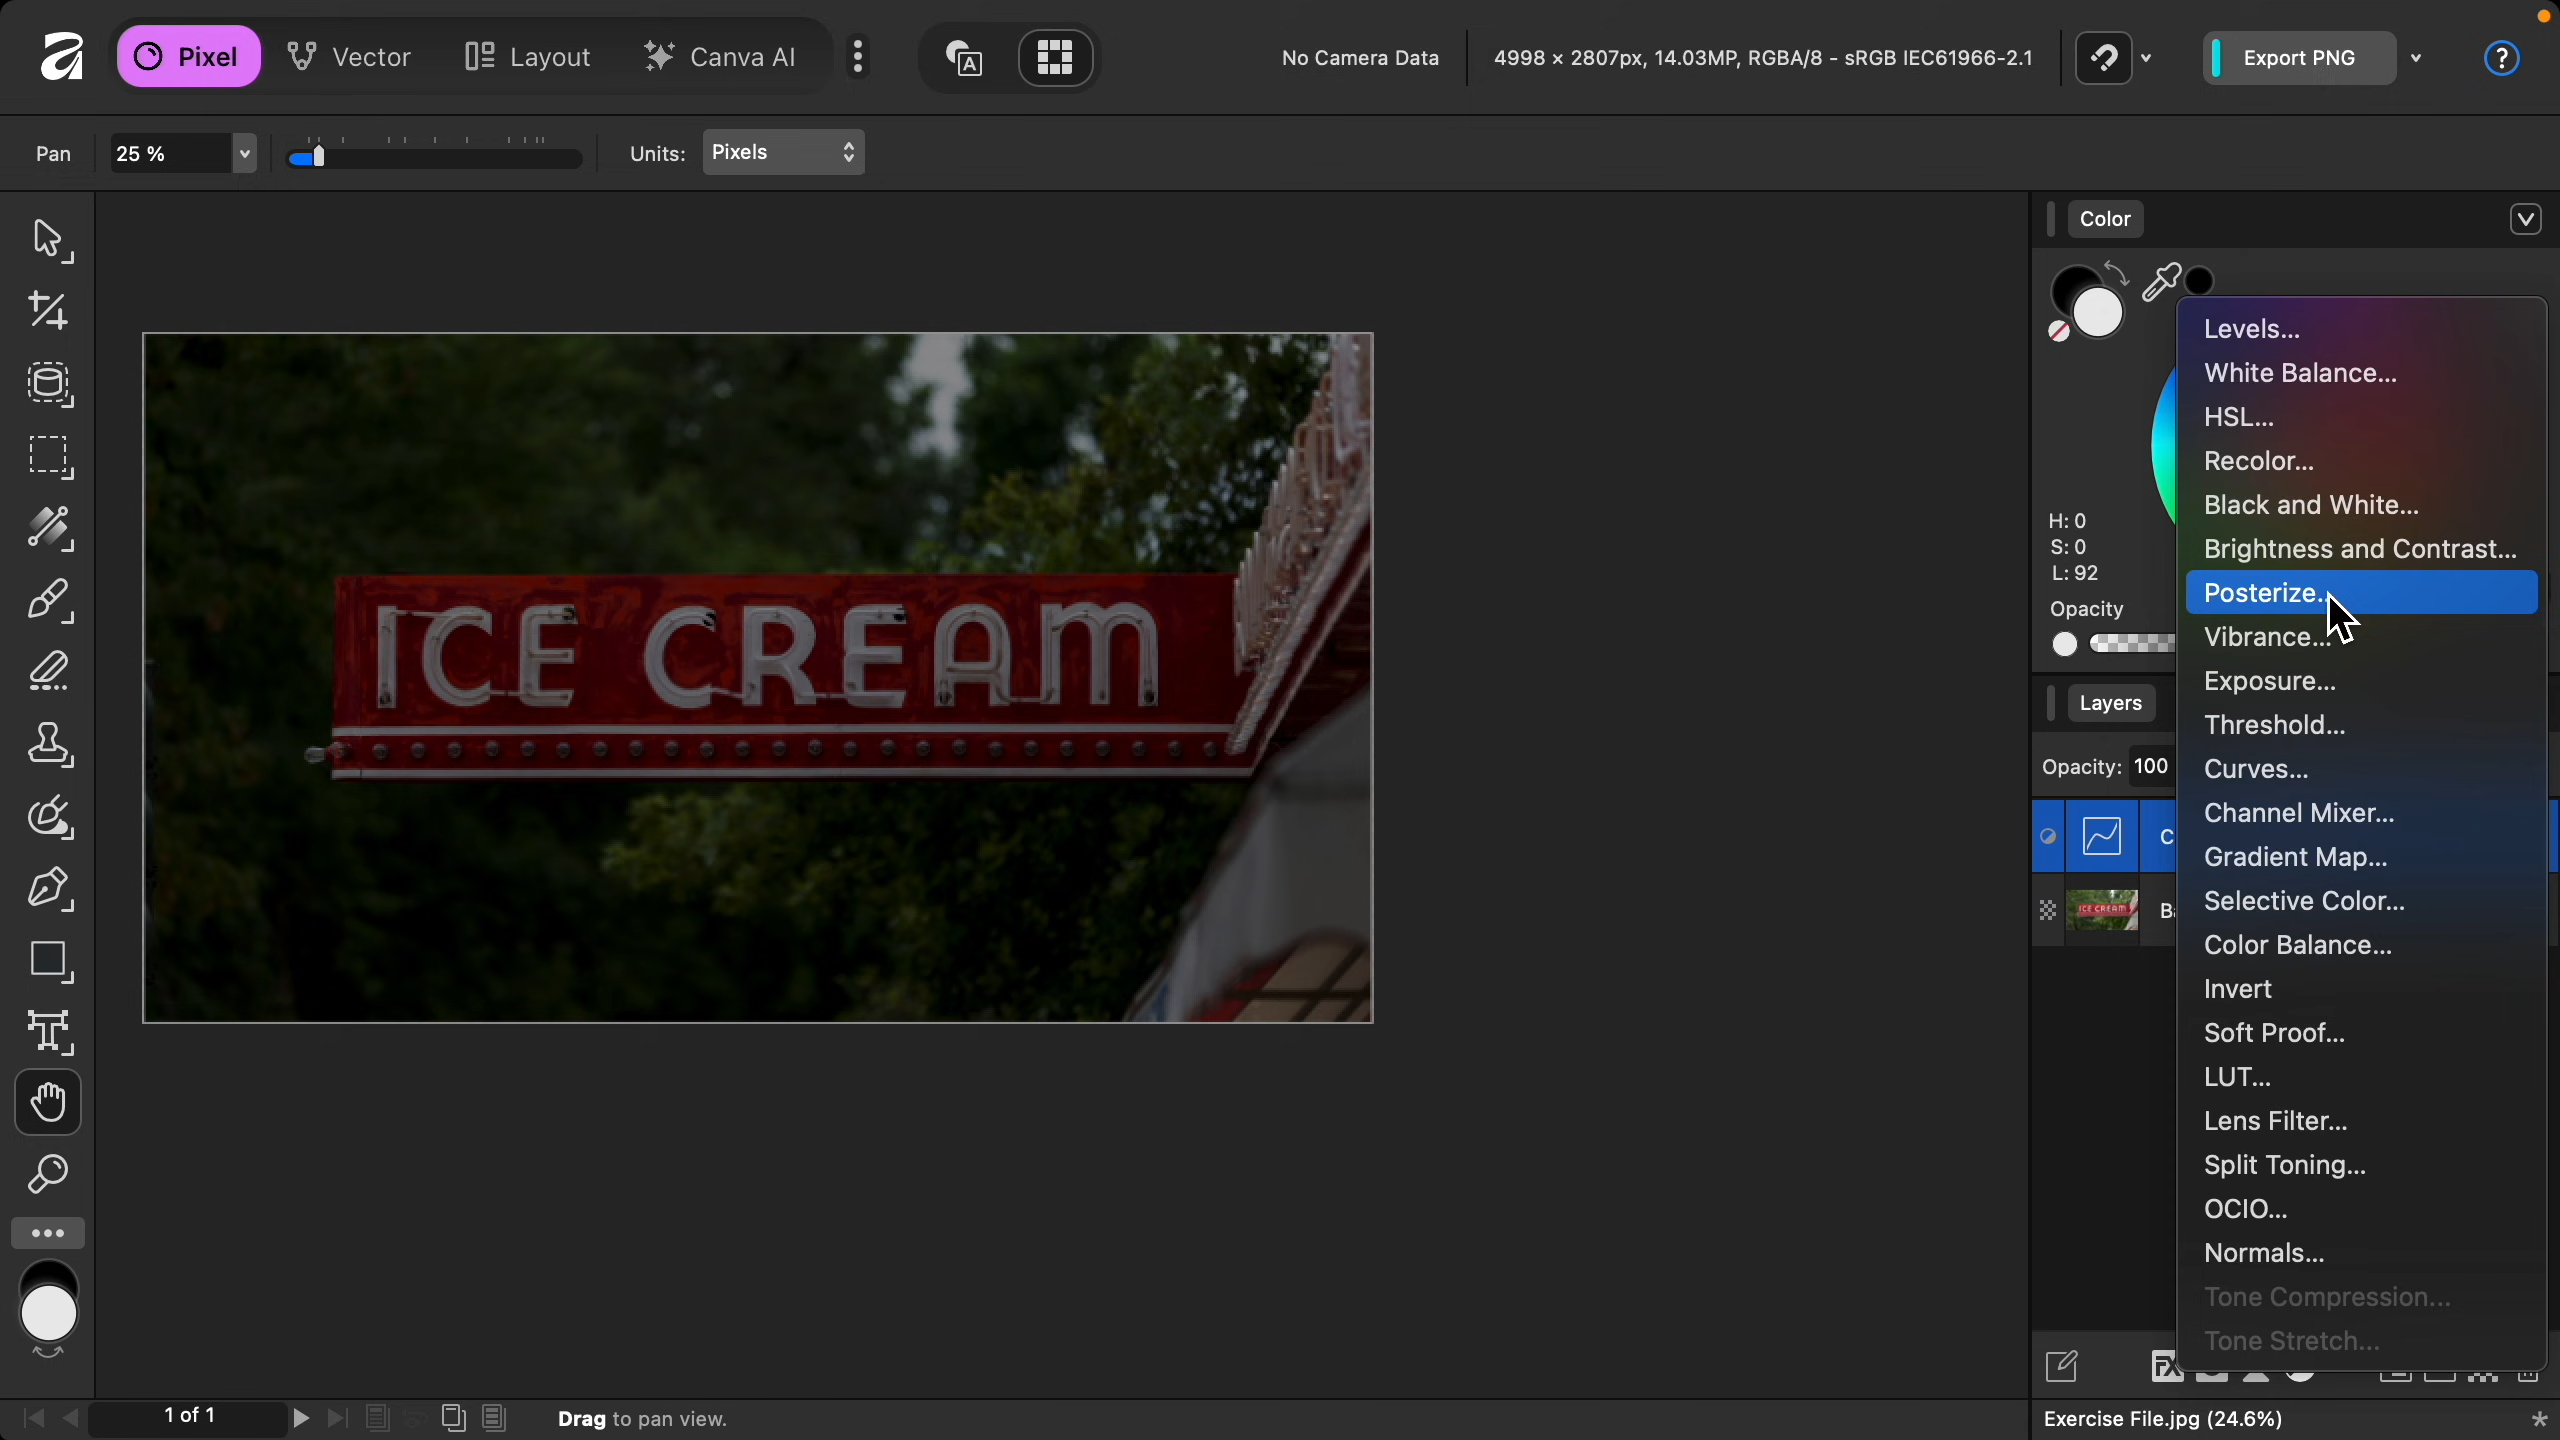 Pixel
Vector
Layout
Canva AI
A
No Camera Data
4998 × 2807px, 14.03MP, RGBA/8 - sRGB IEC61966-2.1
Export PNG
?
Pan
25 %
Units:
Pixels
Color
H: 0
S: 0
L: 92
Opacity
Levels...
White Balance...
HSL...
Recolor...
Black and White...
Brightness and Contrast...
Posterize...
Vibrance...
Exposure...
Threshold...
Curves...
Channel Mixer...
Gradient Map...
Selective Color...
Color Balance...
Invert
Soft Proof...
LUT...
Lens Filter...
Split Toning...
OCIO...
Normals...
Tone Compression...
Tone Stretch...
ICE CREAM
Layers
Opacity: 100
C
ICE CREAM
Ba
FX
1 of 1
Drag to pan view.
Exercise File.jpg (24.6%)
*